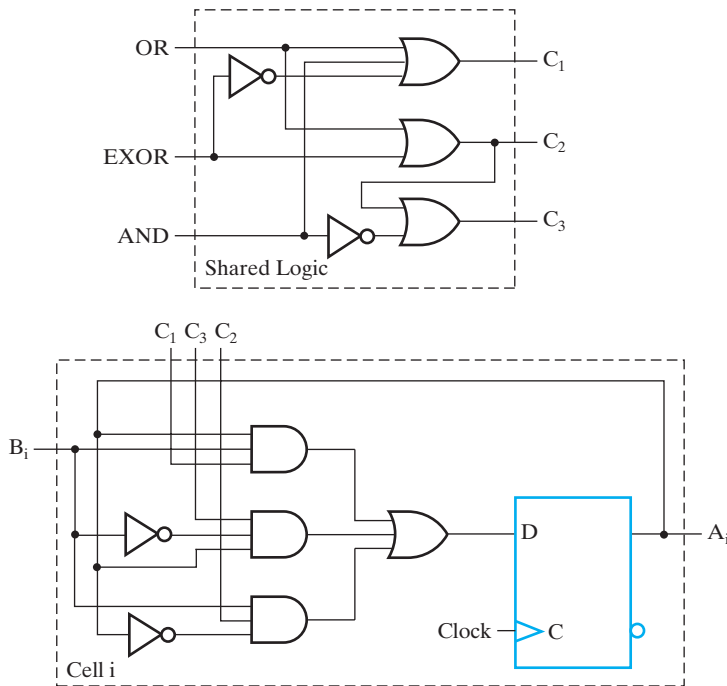 OR
C₁
EXOR
C₂
AND
C₃
Shared Logic
C₁ C₃ C₂
Bᵢ
D
Aᵢ
Clock
C
Cell i